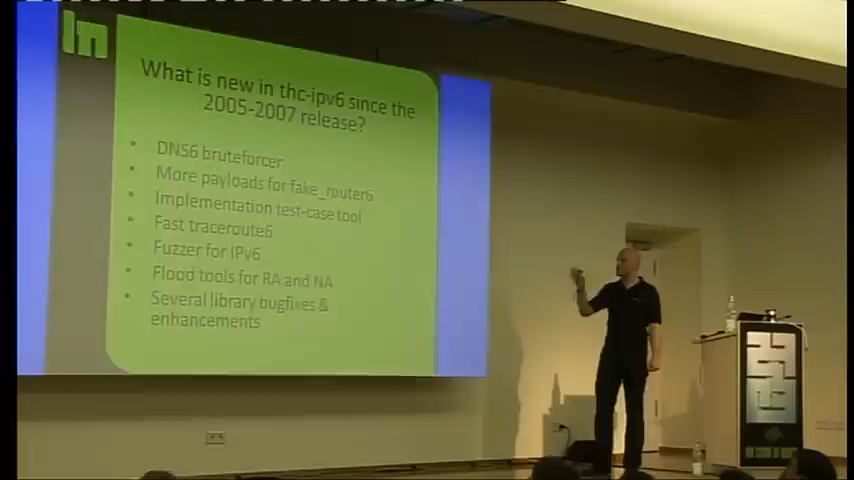 What is new in thc-ipv6 since the
2005-2007 release?
• DNS6 bruteforcer
• More payloads for fake_router6
• Implementation test-case tool
• Fast traceroute6
• Fuzzer for IPv6
• Flood tools for RA and NA
• Several library bugfixes &
enhancements